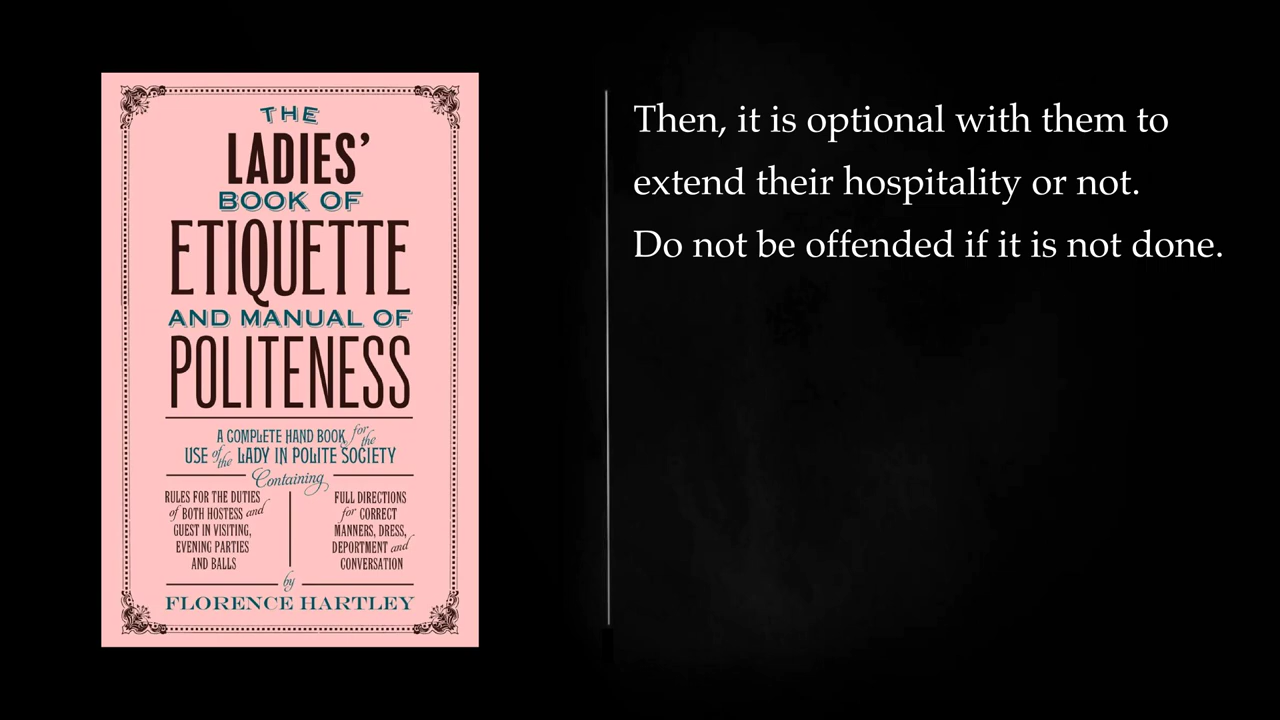 THE
LADIES'
BOOK OF
ETIQUETTE
AND MANUAL OF
POLITENESS
A COMPLETE HAND BOOK for the
USE of the LADY IN POLITE SOCIETY
Containing
RULES FOR THE DUTIES
of BOTH HOSTESS and
GUEST IN VISITING,
EVENING PARTIES
AND BALLS
FULL DIRECTIONS
for CORRECT
MANNERS, DRESS,
DEPORTMENT and
CONVERSATION
by
FLORENCE HARTLEY
Then, it is optional with them to
extend their hospitality or not.
Do not be offended if it is not done.